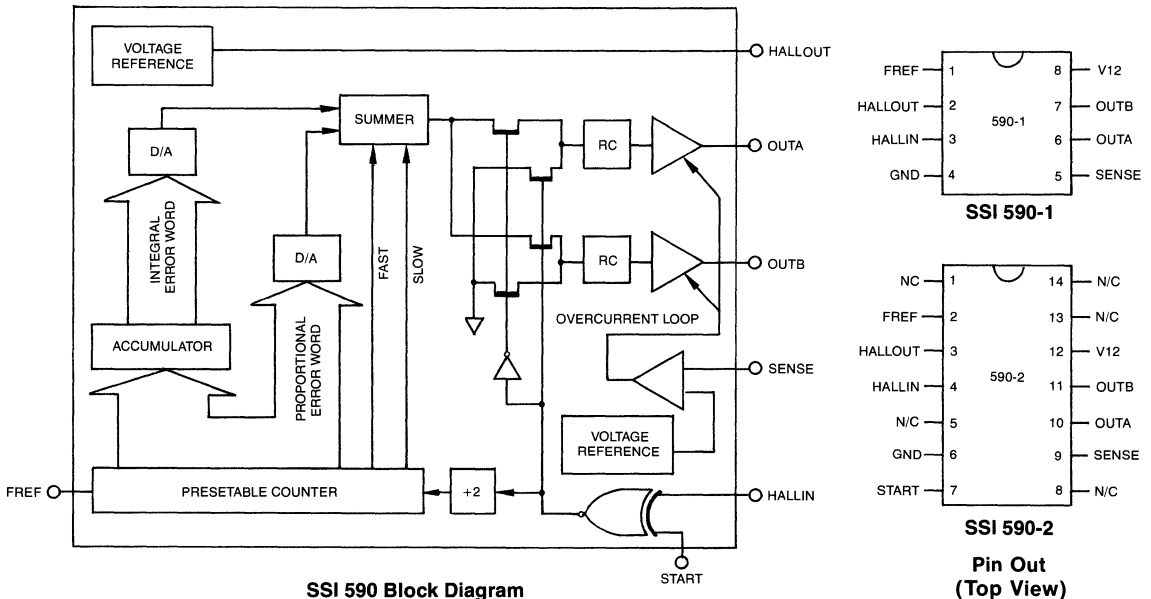 VOLTAGE
REFERENCE
HALLOUT
SUMMER
D/A
RC
OUTA
INTEGRAL
ERROR WORD
D/A
FAST
SLOW
RC
OUTB
OVERCURRENT LOOP
ACCUMULATOR
PROPORTIONAL
ERROR WORD
SENSE
VOLTAGE
REFERENCE
FREF
PRESETABLE COUNTER
+2
HALLIN
START
SSI 590 Block Diagram
FREF 1 8 V12
HALLOUT 2 7 OUTB
590-1
HALLIN 3 6 OUTA
GND 4 5 SENSE
SSI 590-1
NC 1 14 N/C
FREF 2 13 N/C
HALLOUT 3 12 V12
590-2
HALLIN 4 11 OUTB
N/C 5 10 OUTA
GND 6 9 SENSE
START 7 8 N/C
SSI 590-2
Pin Out
(Top View)